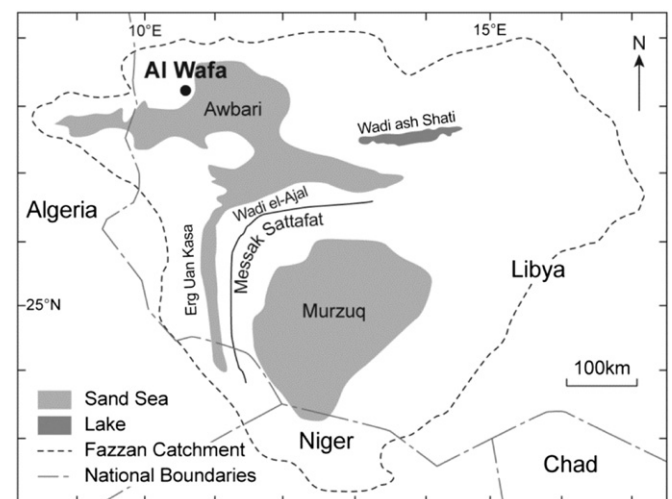 10°E
15°E
N
Al Wafa
Awbari
Wadi ash Shati
Wadi el-Ajal
Messak Sattafat
Algeria
Erg Uan Kasa
Libya
25°N
Murzuq
100km
Sand Sea
Lake
Fazzan Catchment
National Boundaries
Niger
Chad